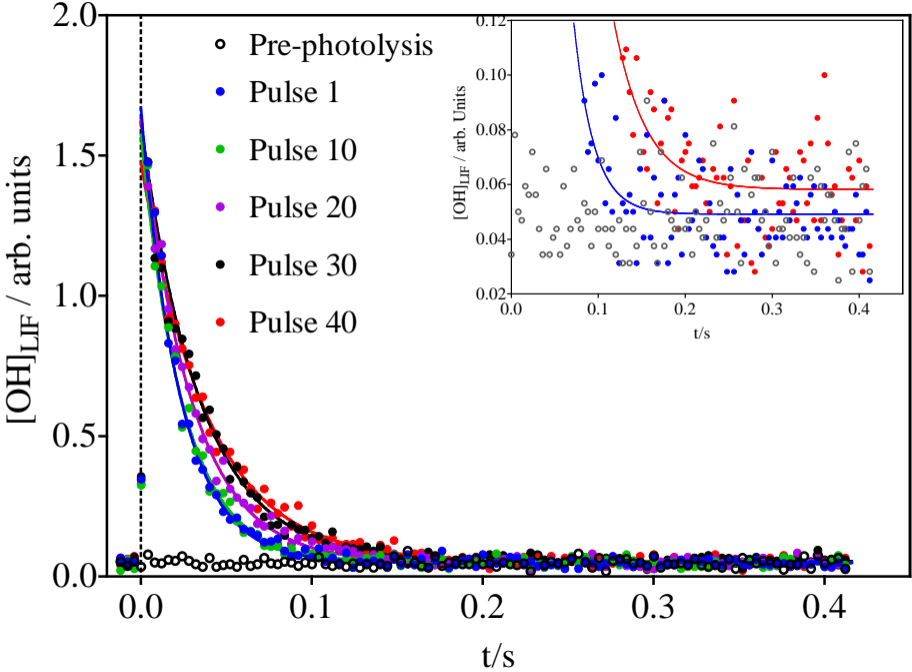 2.0
1.5
1.0
0.5
0.0
[OH]LIF / arb. units
0.0 0.1 0.2 0.3 0.4
t/s
Pre-photolysis
Pulse 1
Pulse 10
Pulse 20
Pulse 30
Pulse 40
0.12
0.10
0.08
0.06
0.04
0.02
[OH]LIF / arb. Units
0.0 0.1 0.2 0.3 0.4
t/s